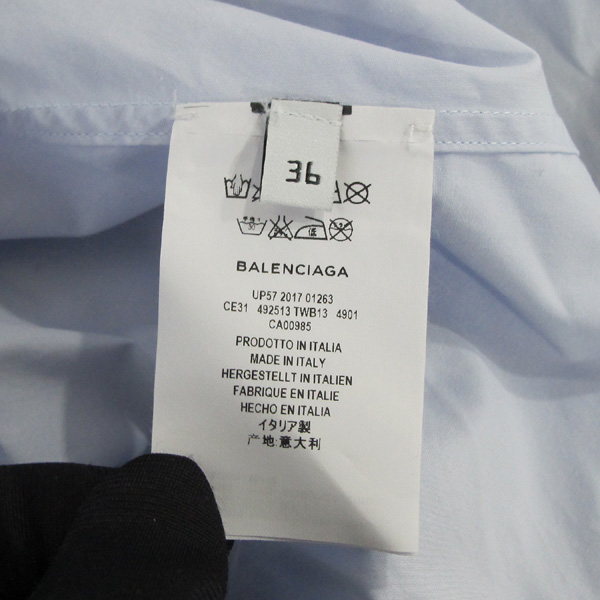 36
BALENCIAGA
UP57 2017 01263
CE31 492513 TWB13 4901
CA00985
PRODOTTO IN ITALIA
MADE IN ITALY
HERGESTELLT IN ITALIEN
FABRIQUE EN ITALIE
HECHO EN ITALIA
イタリア製
产地:意大利